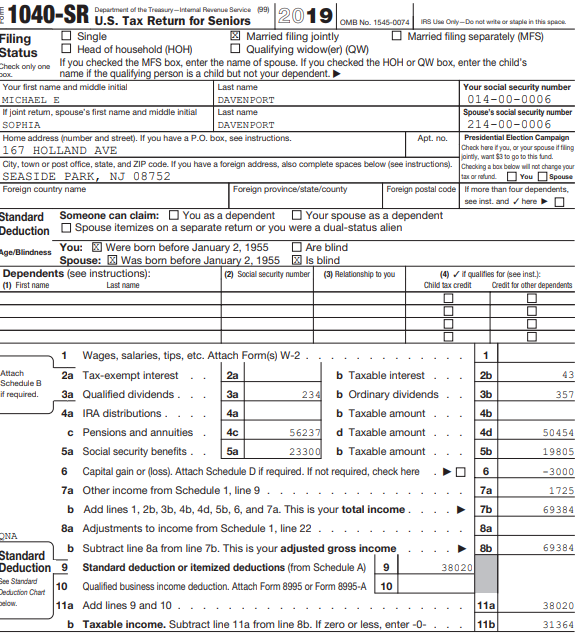 Form 1040-SR Department of the Treasury—Internal Revenue Service (99) U.S. Tax Return for Seniors 2019 OMB No. 1545-0074 IRS Use Only—Do not write or staple in this space.
Filing Status ☐ Single ☒ Married filing jointly ☐ Married filing separately (MFS)
☐ Head of household (HOH) ☐ Qualifying widow(er) (QW)
Check only one box. If you checked the MFS box, enter the name of spouse. If you checked the HOH or QW box, enter the child's
name if the qualifying person is a child but not your dependent. ▶
Your first name and middle initial Last name Your social security number
MICHAEL E DAVENPORT 014-00-0006
If joint return, spouse's first name and middle initial Last name Spouse's social security number
SOPHIA DAVENPORT 214-00-0006
Home address (number and street). If you have a P.O. box, see instructions. Apt. no. Presidential Election Campaign
167 HOLLAND AVE
Check here if you, or your spouse if filing
jointly, want $3 to go to this fund.
Checking a box below will not change your
tax or refund. ☐ You ☐ Spouse
City, town or post office, state, and ZIP code. If you have a foreign address, also complete spaces below (see instructions).
SEASIDE PARK, NJ 08752
Foreign country name Foreign province/state/county Foreign postal code If more than four dependents,
see inst. and ✓ here ▶ ☐
Standard Deduction Someone can claim: ☐ You as a dependent ☐ Your spouse as a dependent
☐ Spouse itemizes on a separate return or you were a dual-status alien
Age/Blindness You: ☒ Were born before January 2, 1955 ☐ Are blind
Spouse: ☒ Was born before January 2, 1955 ☒ Is blind
Dependents (see instructions): (2) Social security number (3) Relationship to you (4) ✓ if qualifies for (see inst.):
(1) First name Last name Child tax credit Credit for other dependents
☐ ☐
☐ ☐
☐ ☐
☐ ☐
1 Wages, salaries, tips, etc. Attach Form(s) W-2 . . . . . . . . . . . . 1
Attach Schedule B if required.
2a Tax-exempt interest . . 2a b Taxable interest . . . . 2b 43
3a Qualified dividends . . . 3a 234 b Ordinary dividends . . . 3b 357
4a IRA distributions . . . . 4a b Taxable amount . . . . 4b
c Pensions and annuities . . 4c 56237 d Taxable amount . . . . 4d 50454
5a Social security benefits . . 5a 23300 b Taxable amount . . . . 5b 19805
6 Capital gain or (loss). Attach Schedule D if required. If not required, check here . ▶ ☐ 6 -3000
7a Other income from Schedule 1, line 9 . . . . . . . . . . . . . 7a 1725
b Add lines 1, 2b, 3b, 4b, 4d, 5b, 6, and 7a. This is your total income . . . . ▶ 7b 69384
8a Adjustments to income from Schedule 1, line 22 . . . . . . . . . . 8a
QNA
b Subtract line 8a from line 7b. This is your adjusted gross income . . . . ▶ 8b 69384
Standard Deduction
See Standard Deduction Chart below.
9 Standard deduction or itemized deductions (from Schedule A) 9 38020
10 Qualified business income deduction. Attach Form 8995 or Form 8995-A 10
11a Add lines 9 and 10 . . . . . . . . . . . . . . . . . . . 11a 38020
b Taxable income. Subtract line 11a from line 8b. If zero or less, enter -0- . . . . 11b 31364